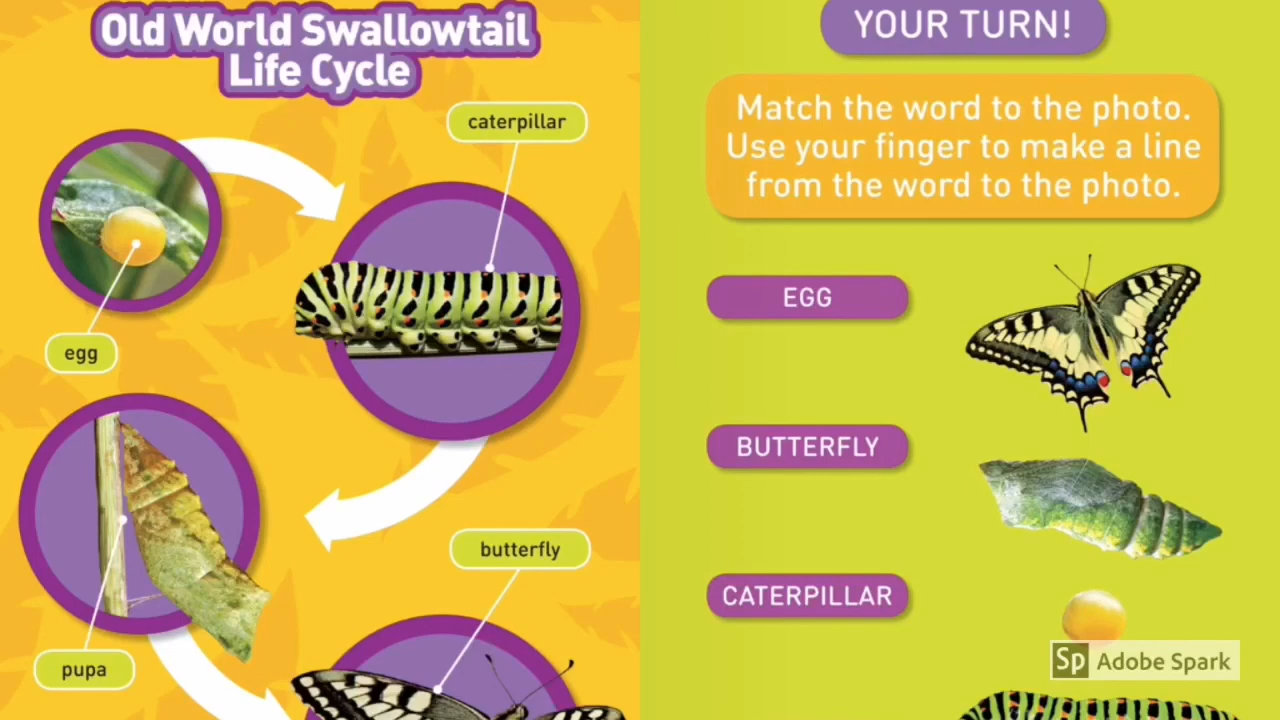 Old World Swallowtail
Life Cycle
caterpillar
egg
butterfly
pupa
YOUR TURN!
Match the word to the photo.
Use your finger to make a line
from the word to the photo.
EGG
BUTTERFLY
CATERPILLAR
Sp Adobe Spark